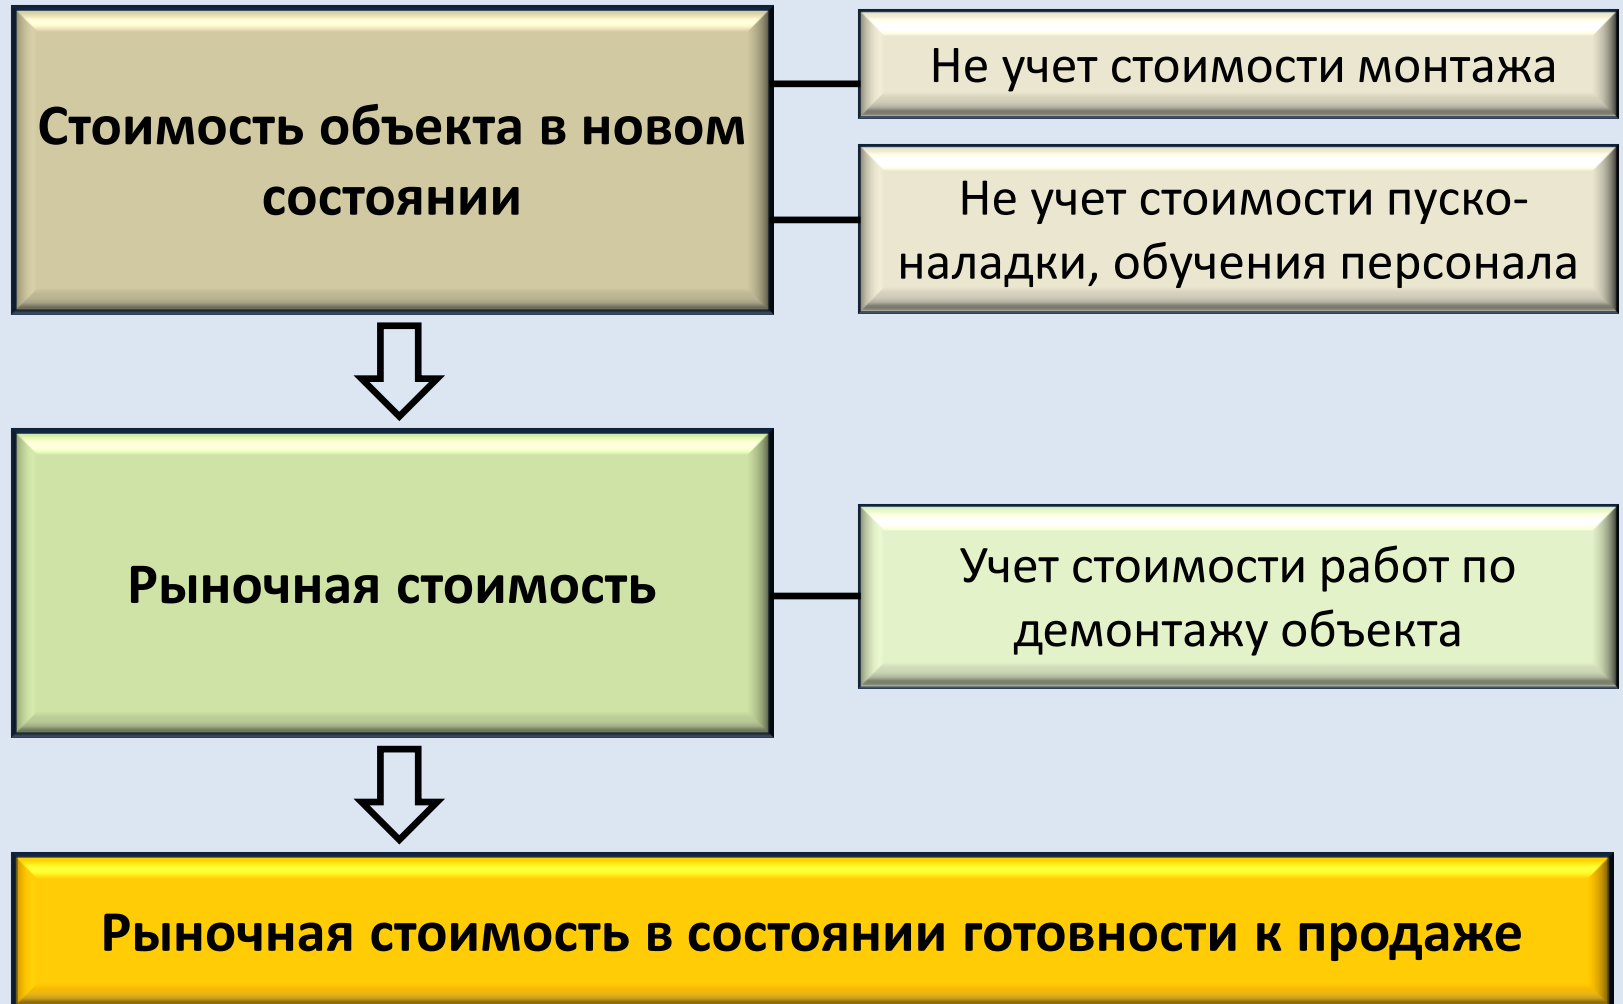 Стоимость объекта в новом
состоянии
Не учет стоимости монтажа
Не учет стоимости пуско-
наладки, обучения персонала
Рыночная стоимость
Учет стоимости работ по
демонтажу объекта
Рыночная стоимость в состоянии готовности к продаже